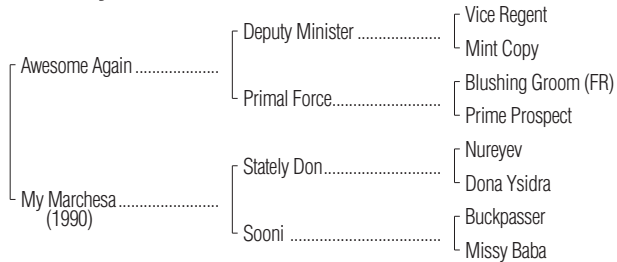 Vice Regent
Deputy Minister ...................
Mint Copy
Awesome Again ...................
Blushing Groom (FR)
Primal Force.........................
Prime Prospect
Nureyev
Stately Don...........................
Dona Ysidra
My Marchesa .......................
(1990)
Buckpasser
Sooni ...................................
Missy Baba